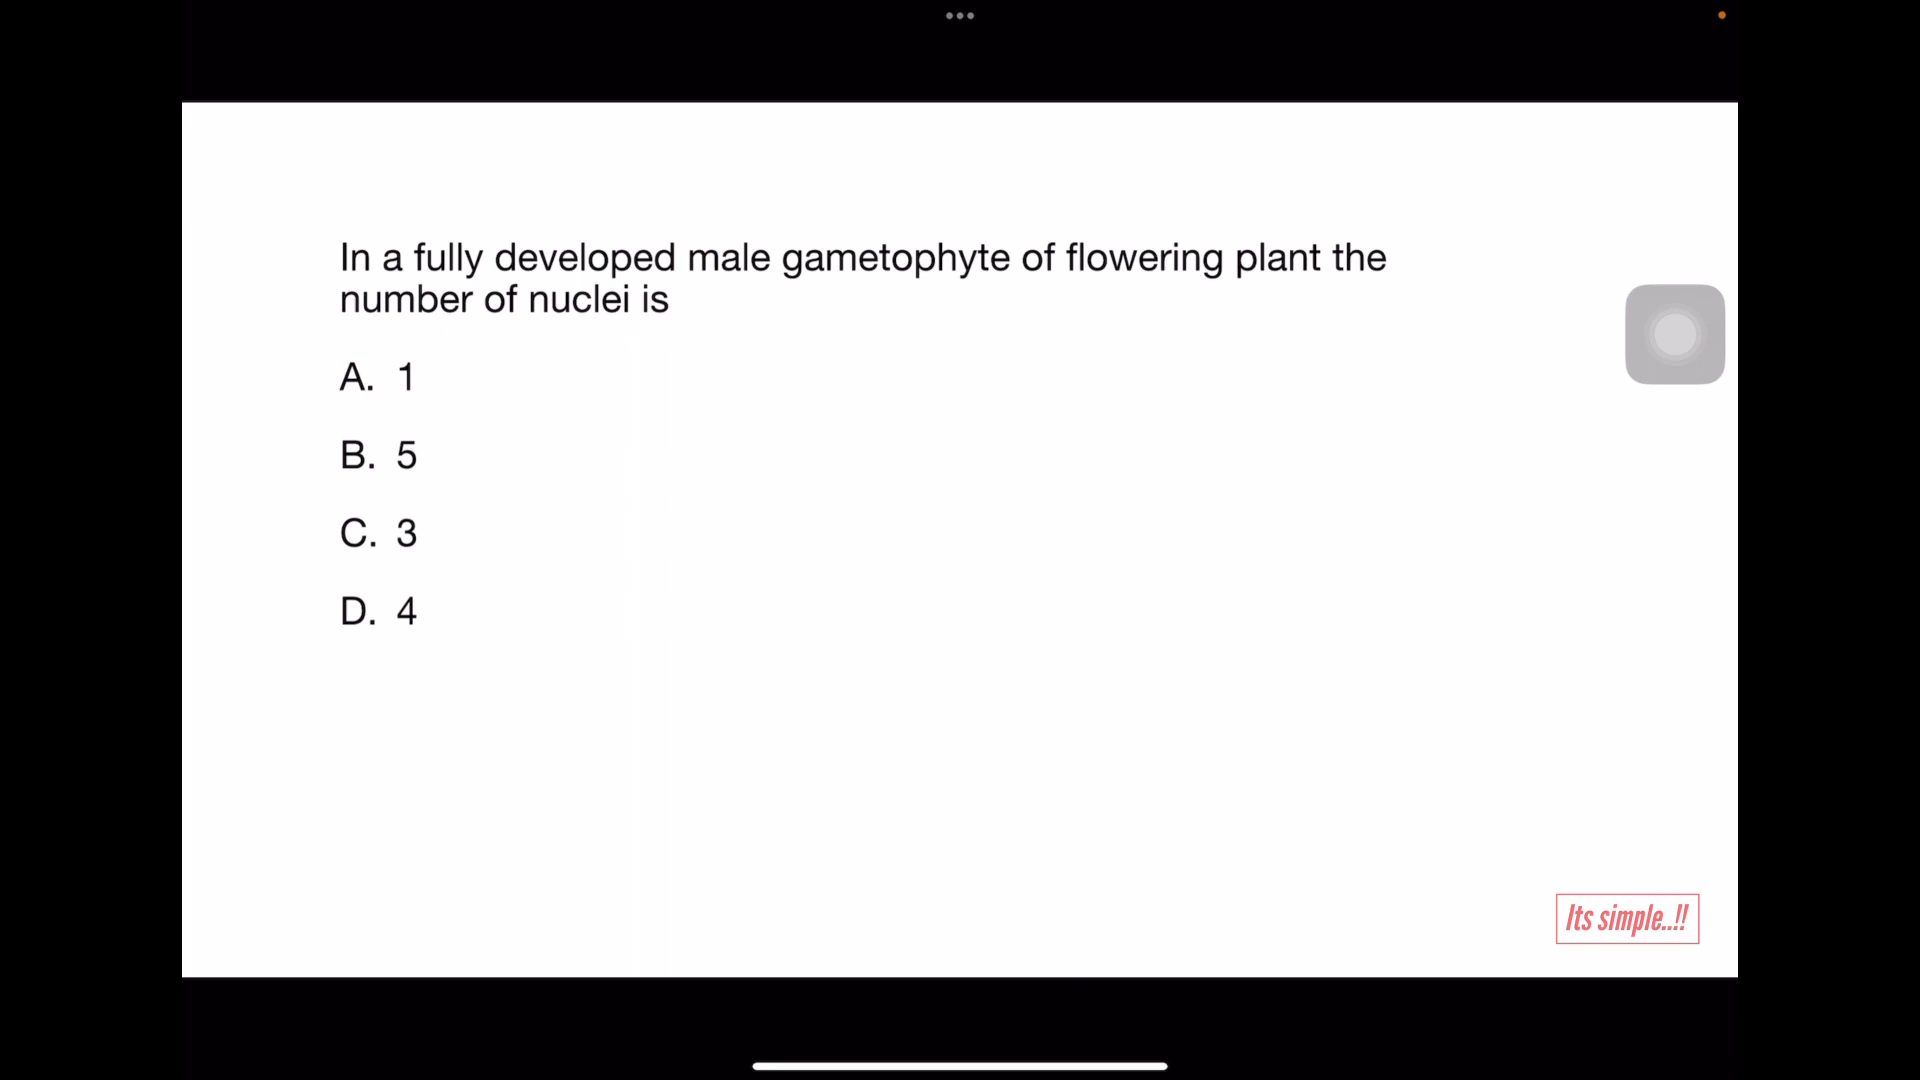 In a fully developed male gametophyte of flowering plant the
number of nuclei is
A. 1
B. 5
C. 3
D. 4
Its simple..!!